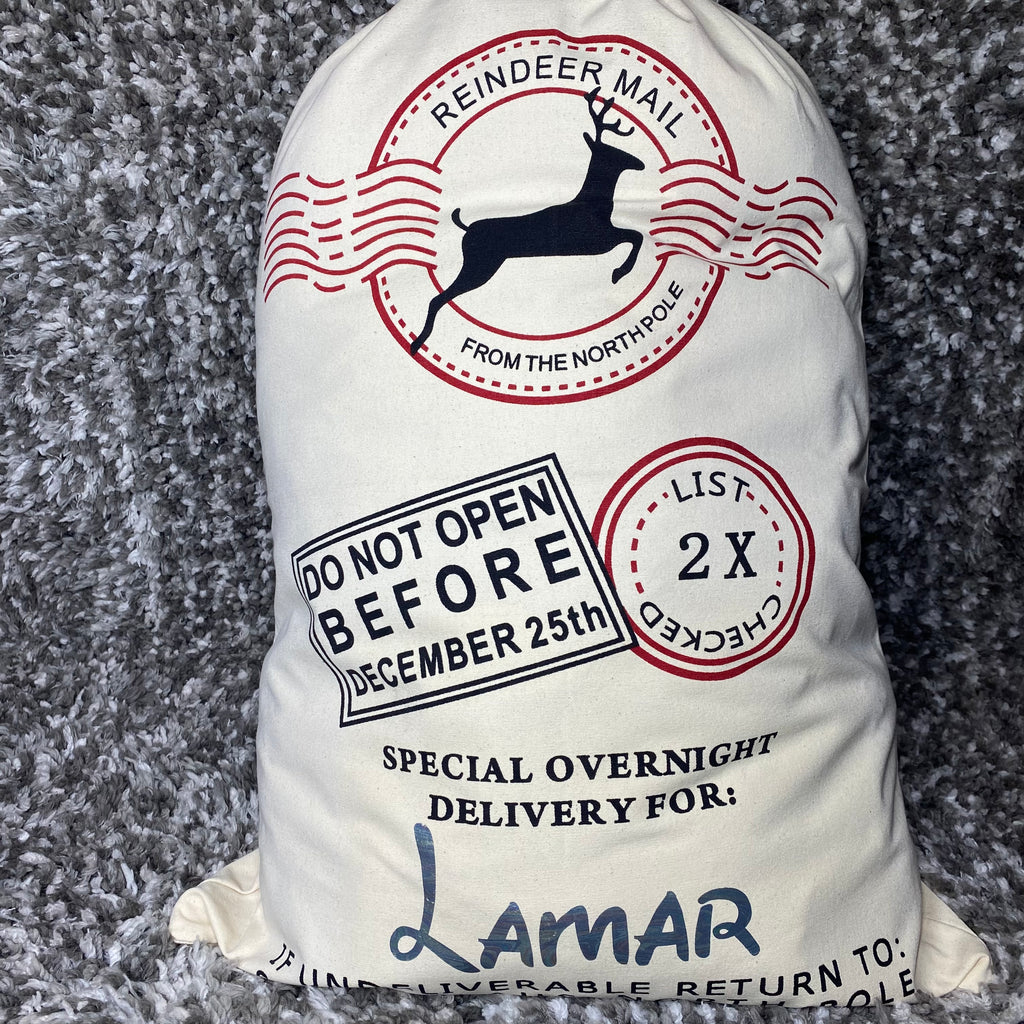 REINDEER MAIL
FROM THE NORTH POLE
DO NOT OPEN
BEFORE
DECEMBER 25th
LIST
2X
CHECKED
SPECIAL OVERNIGHT
DELIVERY FOR:
LAMAR
IF UNDELIVERABLE RETURN TO:
POLE